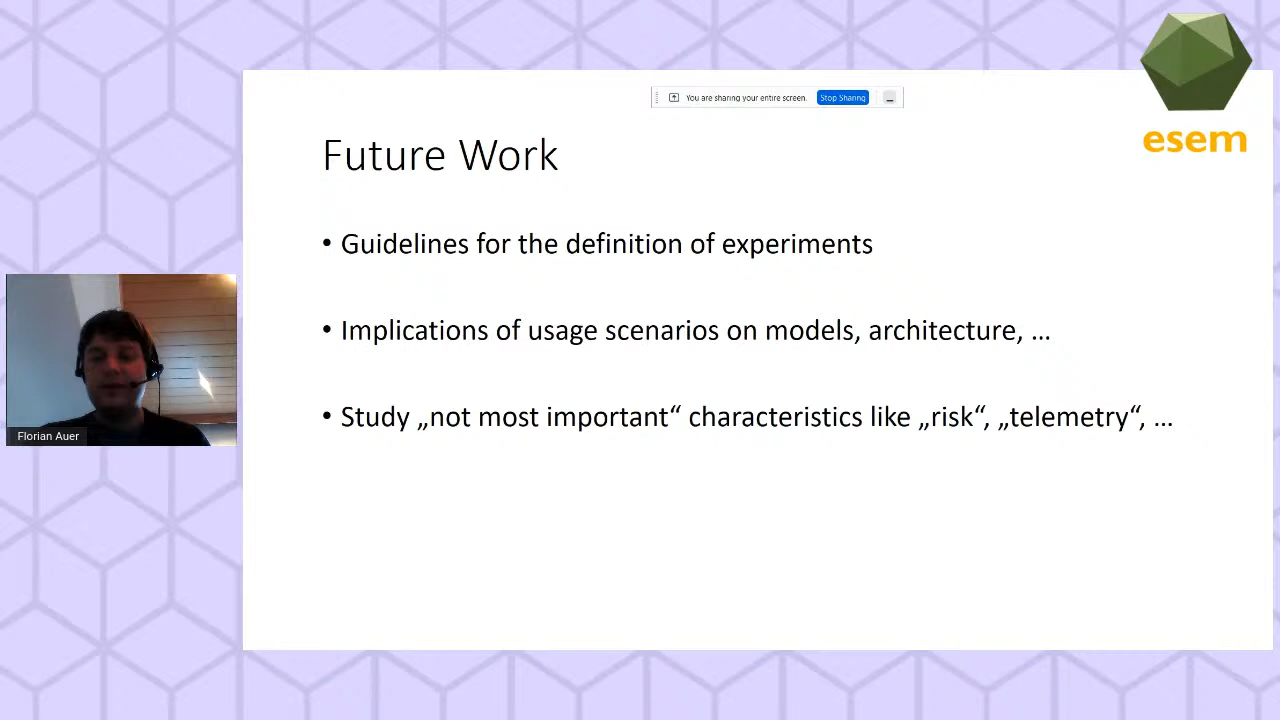 You are sharing your entire screen. Stop Sharing
esem
Future Work
• Guidelines for the definition of experiments
• Implications of usage scenarios on models, architecture, ...
• Study „not most important“ characteristics like „risk“, „telemetry“, ...
Florian Auer